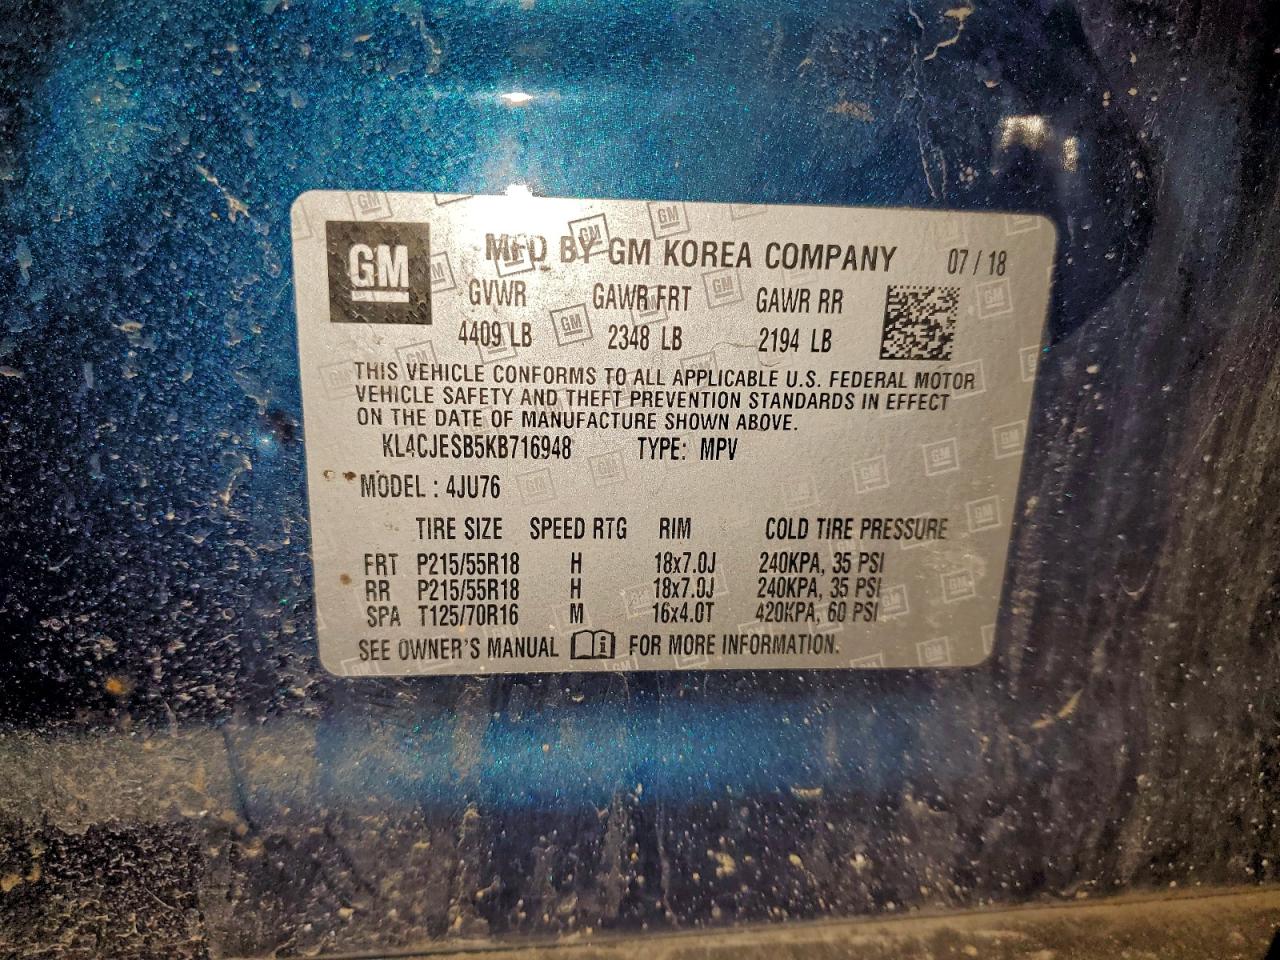 GM MFD BY GM KOREA COMPANY 07/18
GVWR GAWR FRT GAWR RR
4409 LB 2348 LB 2194 LB
THIS VEHICLE CONFORMS TO ALL APPLICABLE U.S. FEDERAL MOTOR
VEHICLE SAFETY AND THEFT PREVENTION STANDARDS IN EFFECT
ON THE DATE OF MANUFACTURE SHOWN ABOVE.
KL4CJESB5KB716948 TYPE: MPV
MODEL : 4JU76
TIRE SIZE SPEED RTG RIM COLD TIRE PRESSURE
FRT P215/55R18 H 18x7.0J 240KPA, 35 PSI
RR P215/55R18 H 18x7.0J 240KPA, 35 PSI
SPA T125/70R16 M 16x4.0T 420KPA, 60 PSI
SEE OWNER'S MANUAL FOR MORE INFORMATION.